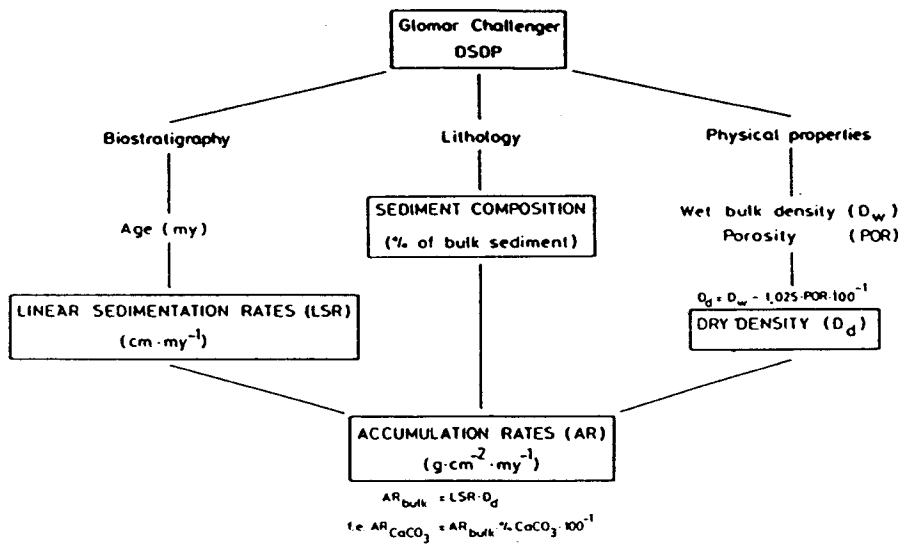 Glomar Challenger
DSDP
Biostratigraphy
Lithology
Physical properties
Age (my)
SEDIMENT COMPOSITION
(% of bulk sediment)
Wet bulk density (D_w)
Porosity (POR)
D_d = D_w - 1.025·POR·100⁻¹
LINEAR SEDIMENTATION RATES (LSR)
(cm·my⁻¹)
DRY DENSITY (D_d)
ACCUMULATION RATES (AR)
(g·cm⁻²·my⁻¹)
AR_bulk = LSR·D_d
f.e. AR_CaCO₃ = AR_bulk·% CaCO₃·100⁻¹